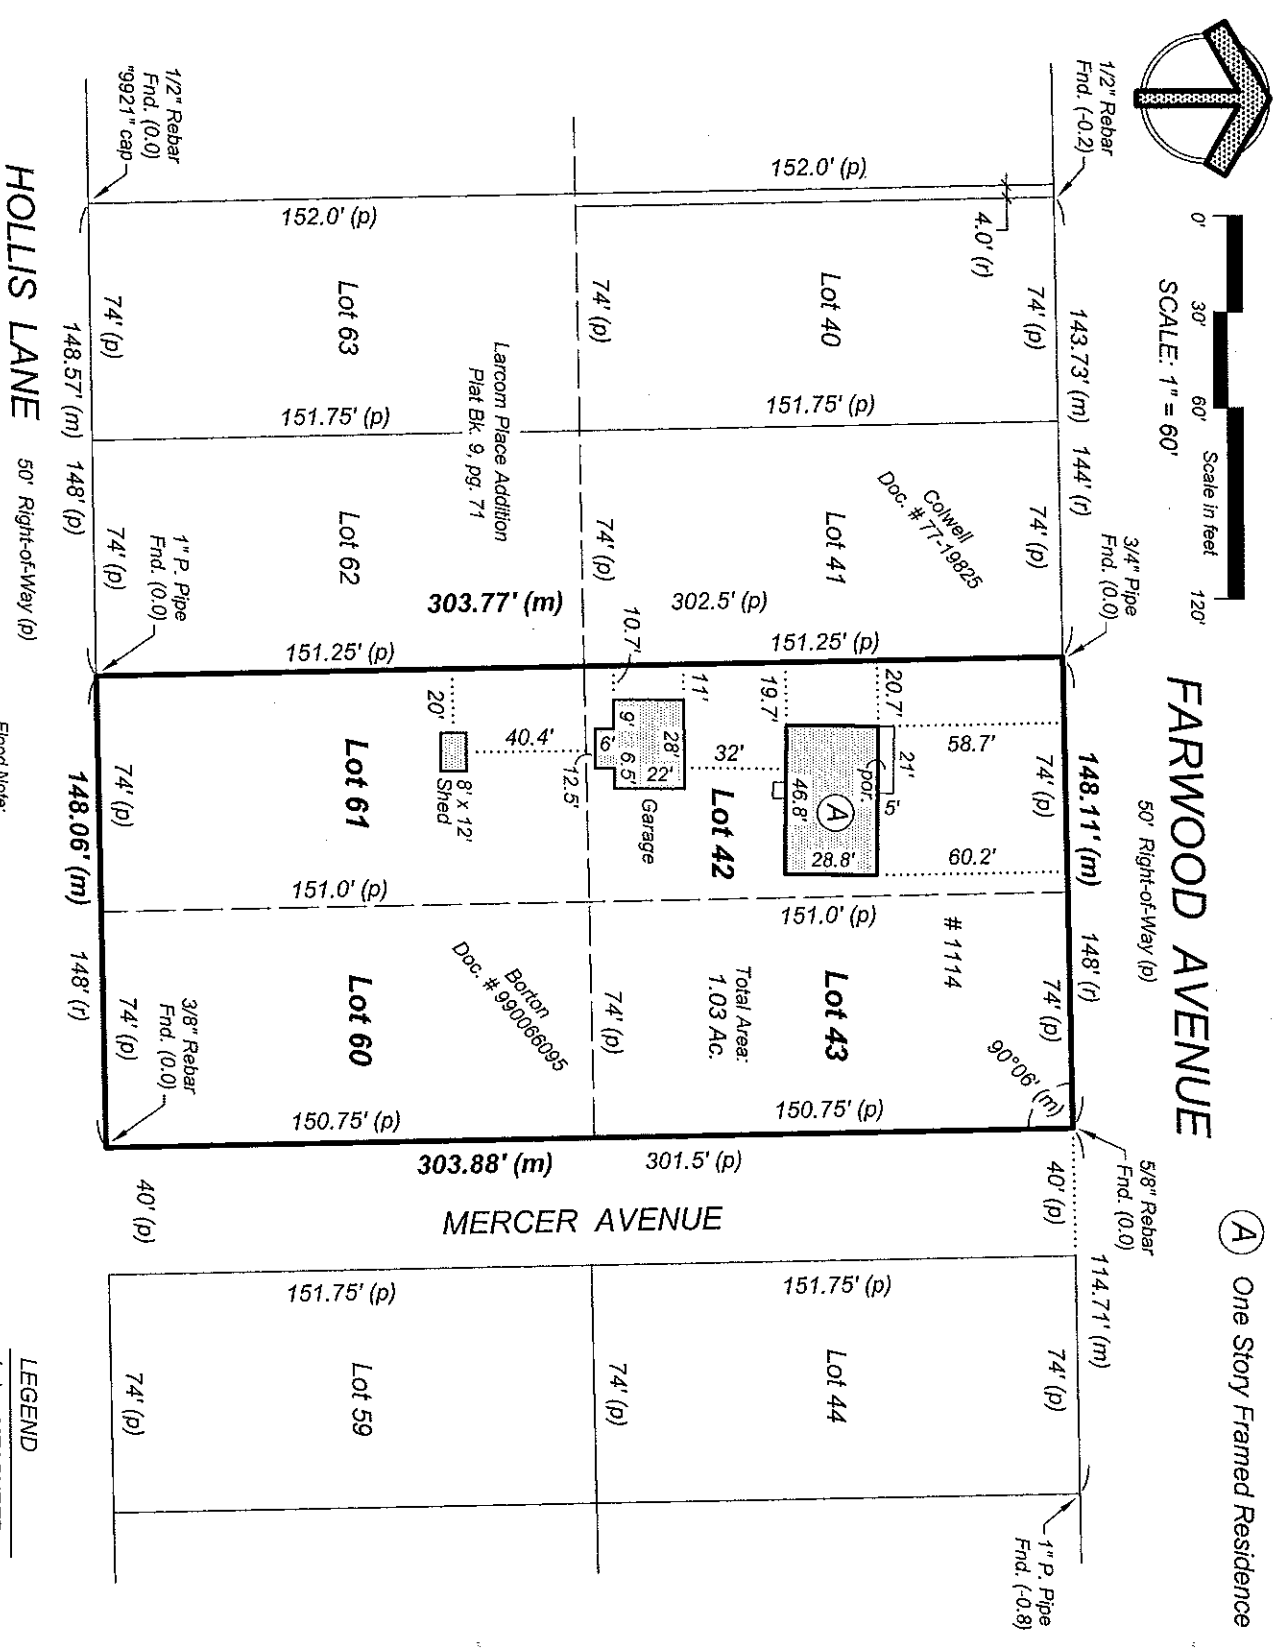 FARWOOD AVENUE
50' Right-of-Way (p)
A One Story Framed Residence
0' 30' 60' Scale in feet 120'
SCALE: 1" = 60'
1/2" Rebar
Fnd. (-0.2)
143.73' (m) 144' (r)
3/4" Pipe
Fnd. (0.0)
148.11' (m) 148' (r)
5/8" Rebar
Fnd. (0.0)
114.71' (m)
1" P. Pipe
Fnd. (-0.8)
152.0' (p)
4.0' (r)
74' (p)
Lot 40
74' (p)
151.75' (p)
74' (p)
Colwell
Doc. # 77-19825
Lot 41
74' (p)
302.5' (p)
151.25' (p)
303.77' (m)
20.7'
58.7'
74' (p)
60.2'
21'
5'
por.
A
46.8'
28.8'
19.7'
32'
11'
10.7'
28'
22'
9'
6'
6.5'
Garage
12.5'
Lot 42
151.0' (p)
# 1114
74' (p)
90°06' (m)
Lot 43
Total Area:
1.03 Ac.
74' (p)
150.75' (p)
301.5' (p)
303.88' (m)
40' (p)
MERCER AVENUE
151.75' (p)
74' (p)
Lot 44
74' (p)
152.0' (p)
Lot 63
74' (p)
Larcom Place Addition
Plat Bk. 9, pg. 71
151.75' (p)
Lot 62
74' (p)
151.25' (p)
20'
40.4'
8' x 12'
Shed
Lot 61
74' (p)
151.0' (p)
Borton
Doc. # 990066095
Lot 60
74' (p)
150.75' (p)
40' (p)
151.75' (p)
Lot 59
74' (p)
1/2" Rebar
Fnd. (0.0)
"9921" cap
148.57' (m) 148' (p)
1" P. Pipe
Fnd. (0.0)
148.06' (m) 148' (r)
3/8" Rebar
Fnd. (0.0)
HOLLIS LANE 50' Right-of-Way (p)
Flood Note:
LEGEND